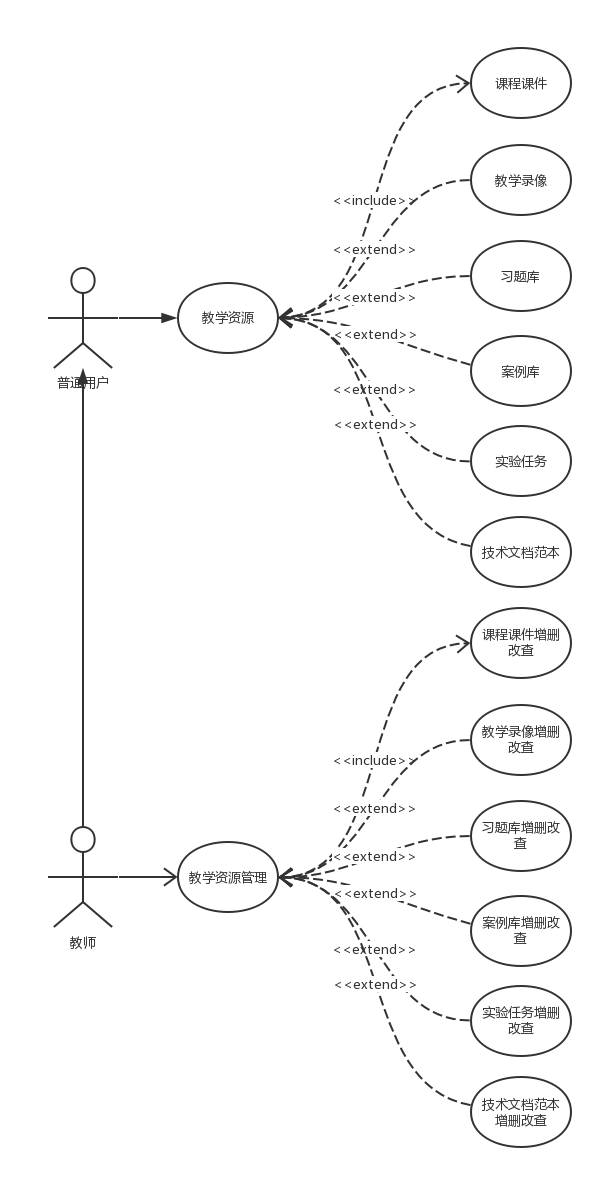 课程课件
教学录像
<<include>>
<<extend>>
习题库
<<extend>>
教学资源
<<extend>>
案例库
普通用户
<<extend>>
<<extend>>
实验任务
技术文档范本
课程课件增删
改查
教学录像增删
改查
<<include>>
<<extend>>
习题库增删改
查
<<extend>>
教学资源管理
<<extend>>
案例库增删改
查
教师
<<extend>>
<<extend>>
实验任务增删
改查
技术文档范本
增删改查